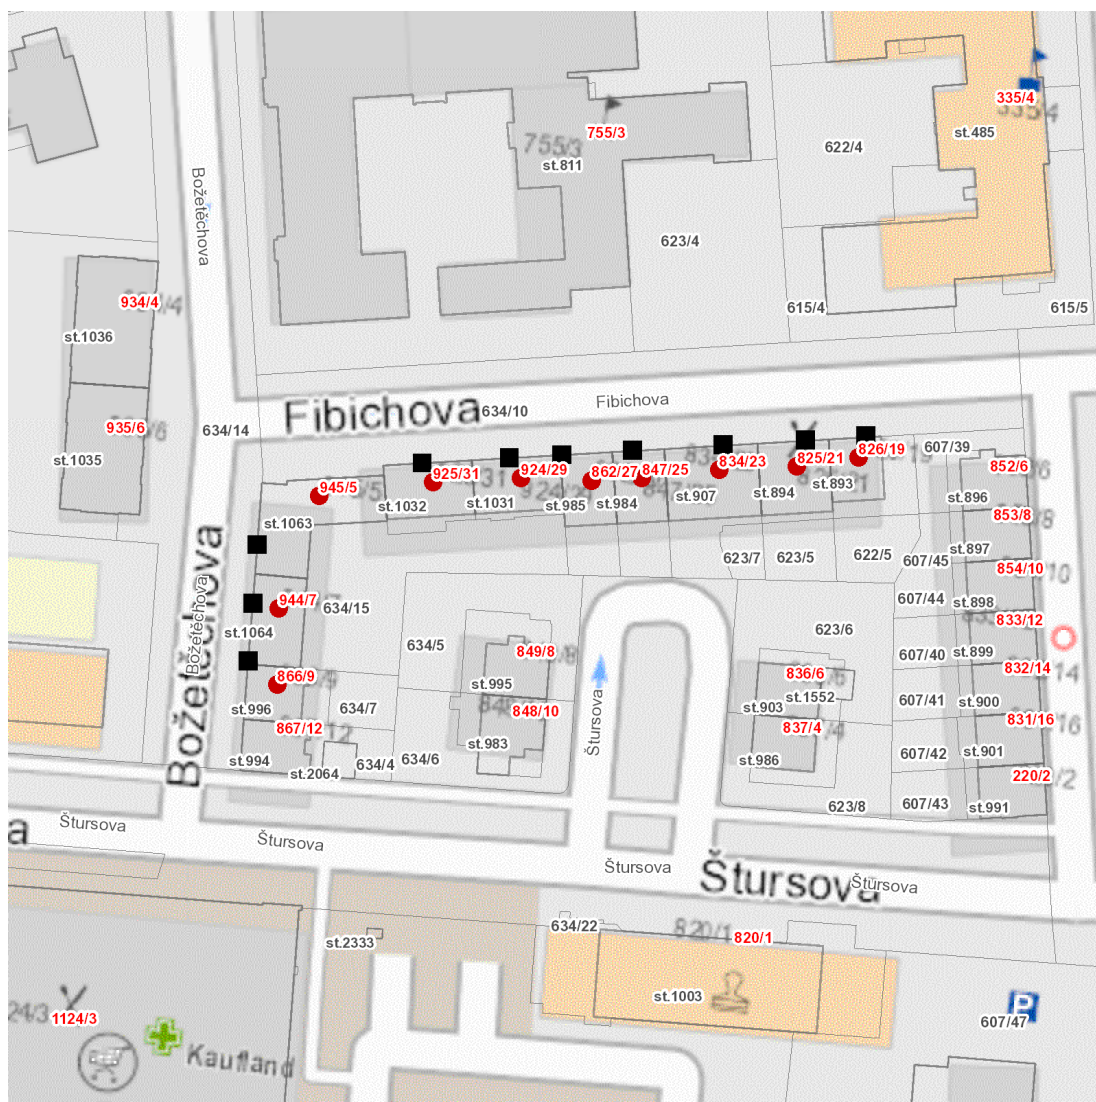 335/4
755/3
755/3
st.485
st.811
622/4
Božetěchova
623/4
934/4
615/4
615/5
st.1036
Fibichova
Fibichova
634/10
935/6
634/14
607/39
st.1035
826/19
825/21
834/23
847/25
862/27
924/29
925/31
945/5
852/6
st.893
st.894
st.907
st.984
st.985
st.1031
st.1032
st.896
853/8
st.1063
623/7
623/5
622/5
607/45
st.897
854/10
Božetěchova
Božetěchova
944/7
634/15
607/44
st.898
833/12
st.1064
634/5
623/6
849/8
607/40
st.899
832/14
866/9
836/6
st.995
st.1552
st.996
634/7
848/10
st.903
607/41
st.900
831/16
867/12
837/4
Štursova
st.983
st.994
st.2064
634/4
634/6
st.986
607/42
st.901
220/2
623/8
607/43
st.991
Štursova
Štursova
Štursova
Štursova
Štursova
634/22
820/1
820/1
st.2333
st.1003
1124/3
P
607/47
Kaufland